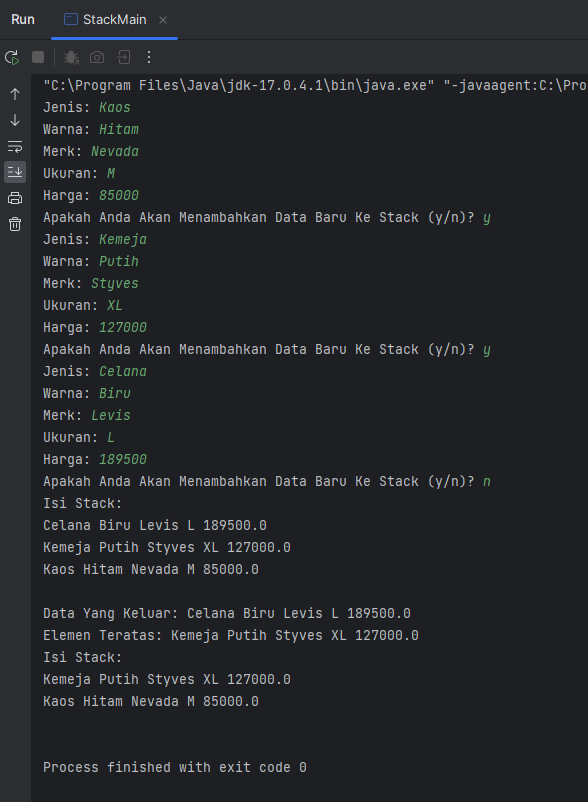 Run StackMain
"C:\Program Files\Java\jdk-17.0.4.1\bin\java.exe" "-javaagent:C:\Pro
Jenis: Kaos
Warna: Hitam
Merk: Nevada
Ukuran: M
Harga: 85000
Apakah Anda Akan Menambahkan Data Baru Ke Stack (y/n)? y
Jenis: Kemeja
Warna: Putih
Merk: Styves
Ukuran: XL
Harga: 127000
Apakah Anda Akan Menambahkan Data Baru Ke Stack (y/n)? y
Jenis: Celana
Warna: Biru
Merk: Levis
Ukuran: L
Harga: 189500
Apakah Anda Akan Menambahkan Data Baru Ke Stack (y/n)? n
Isi Stack:
Celana Biru Levis L 189500.0
Kemeja Putih Styves XL 127000.0
Kaos Hitam Nevada M 85000.0
Data Yang Keluar: Celana Biru Levis L 189500.0
Elemen Teratas: Kemeja Putih Styves XL 127000.0
Isi Stack:
Kemeja Putih Styves XL 127000.0
Kaos Hitam Nevada M 85000.0
Process finished with exit code 0